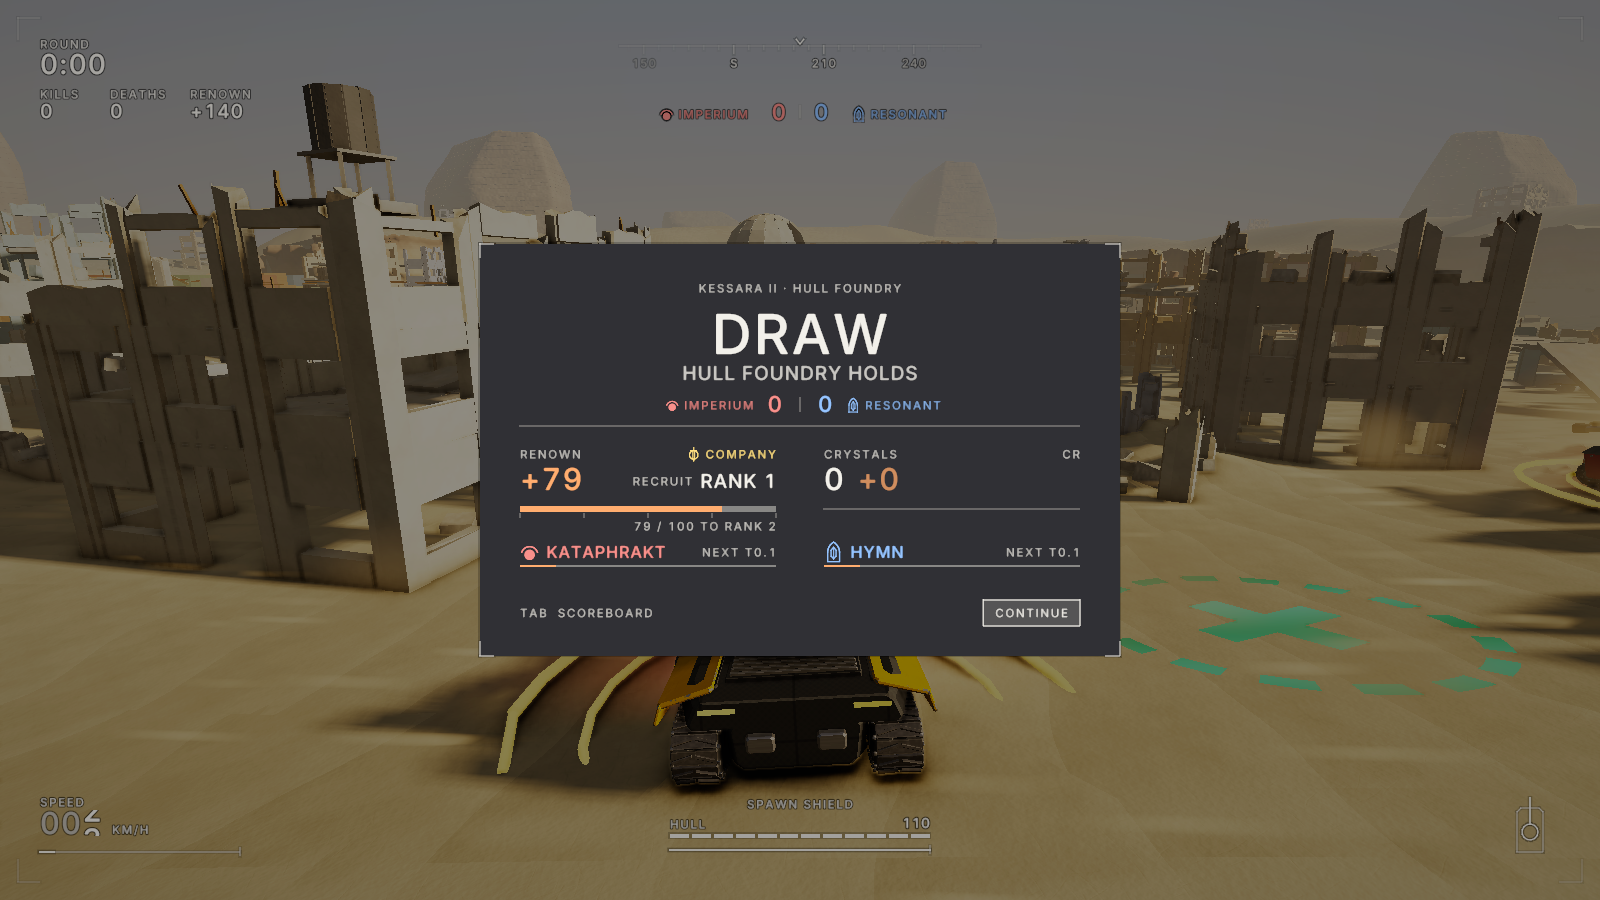 ROUND
0:00
KILLS DEATHS RENOWN
0 0 +140
150 S 210 240
IMPERIUM 0 0 RESONANT
KESSARA II · HULL FOUNDRY
DRAW
HULL FOUNDRY HOLDS
IMPERIUM 0 | 0 RESONANT
RENOWN COMPANY
+79 RECRUIT RANK 1
79 / 100 TO RANK 2
CRYSTALS CR
0 +0
KATAPHRAKT NEXT T0.1
HYMN NEXT T0.1
TAB SCOREBOARD
CONTINUE
SPEED
00 KM/H
SPAWN SHIELD
HULL 110